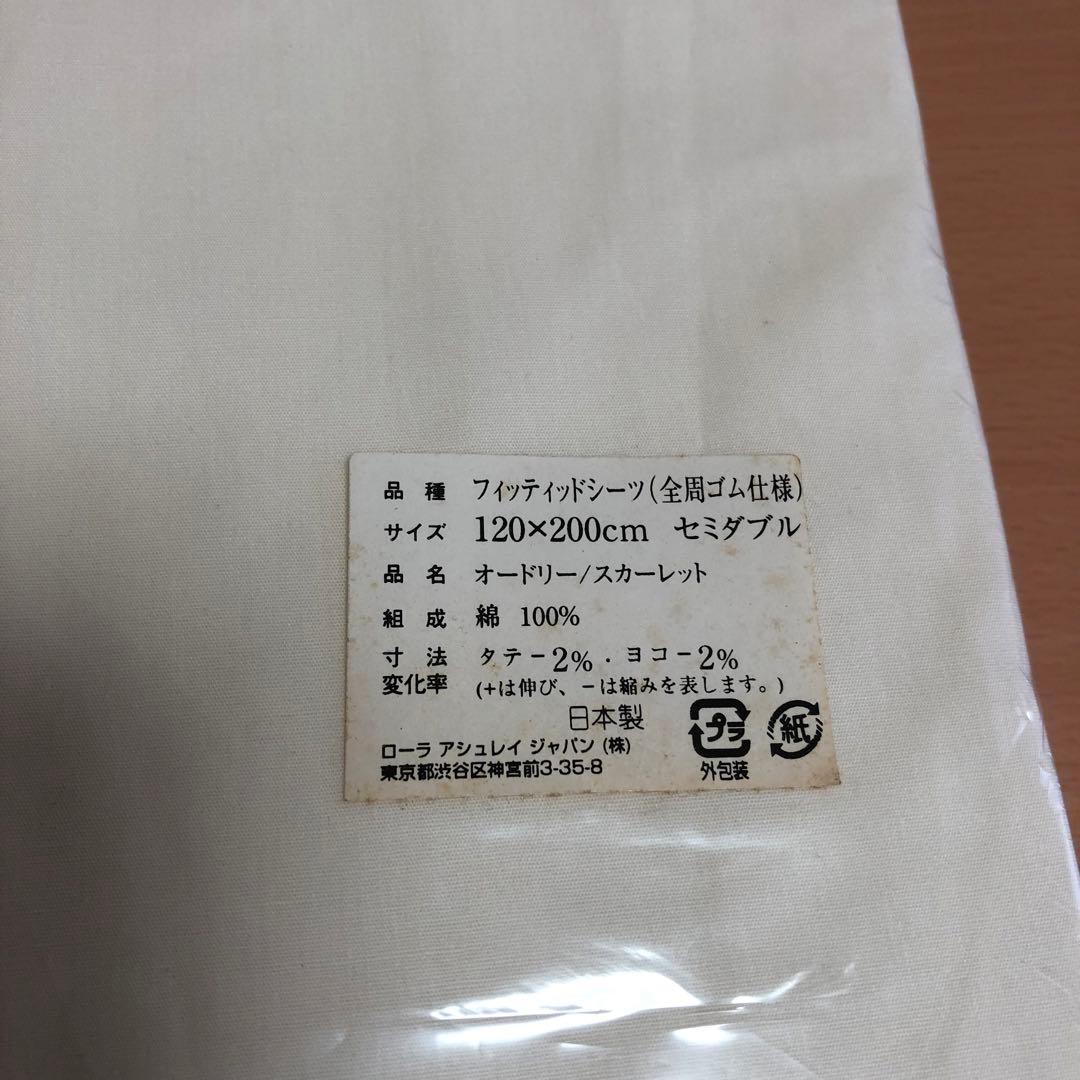 品種 フィッティッドシーツ(全周ゴム仕様)
サイズ 120×200cm セミダブル
品名 オードリー/スカーレット
組成 綿 100%
寸法変化率 タテ-2%・ヨコ-2%
(+は伸び、-は縮みを表します。)
日本製
ローラ アシュレイ ジャパン (株)
東京都渋谷区神宮前3-35-8
プラ
外包装
紙